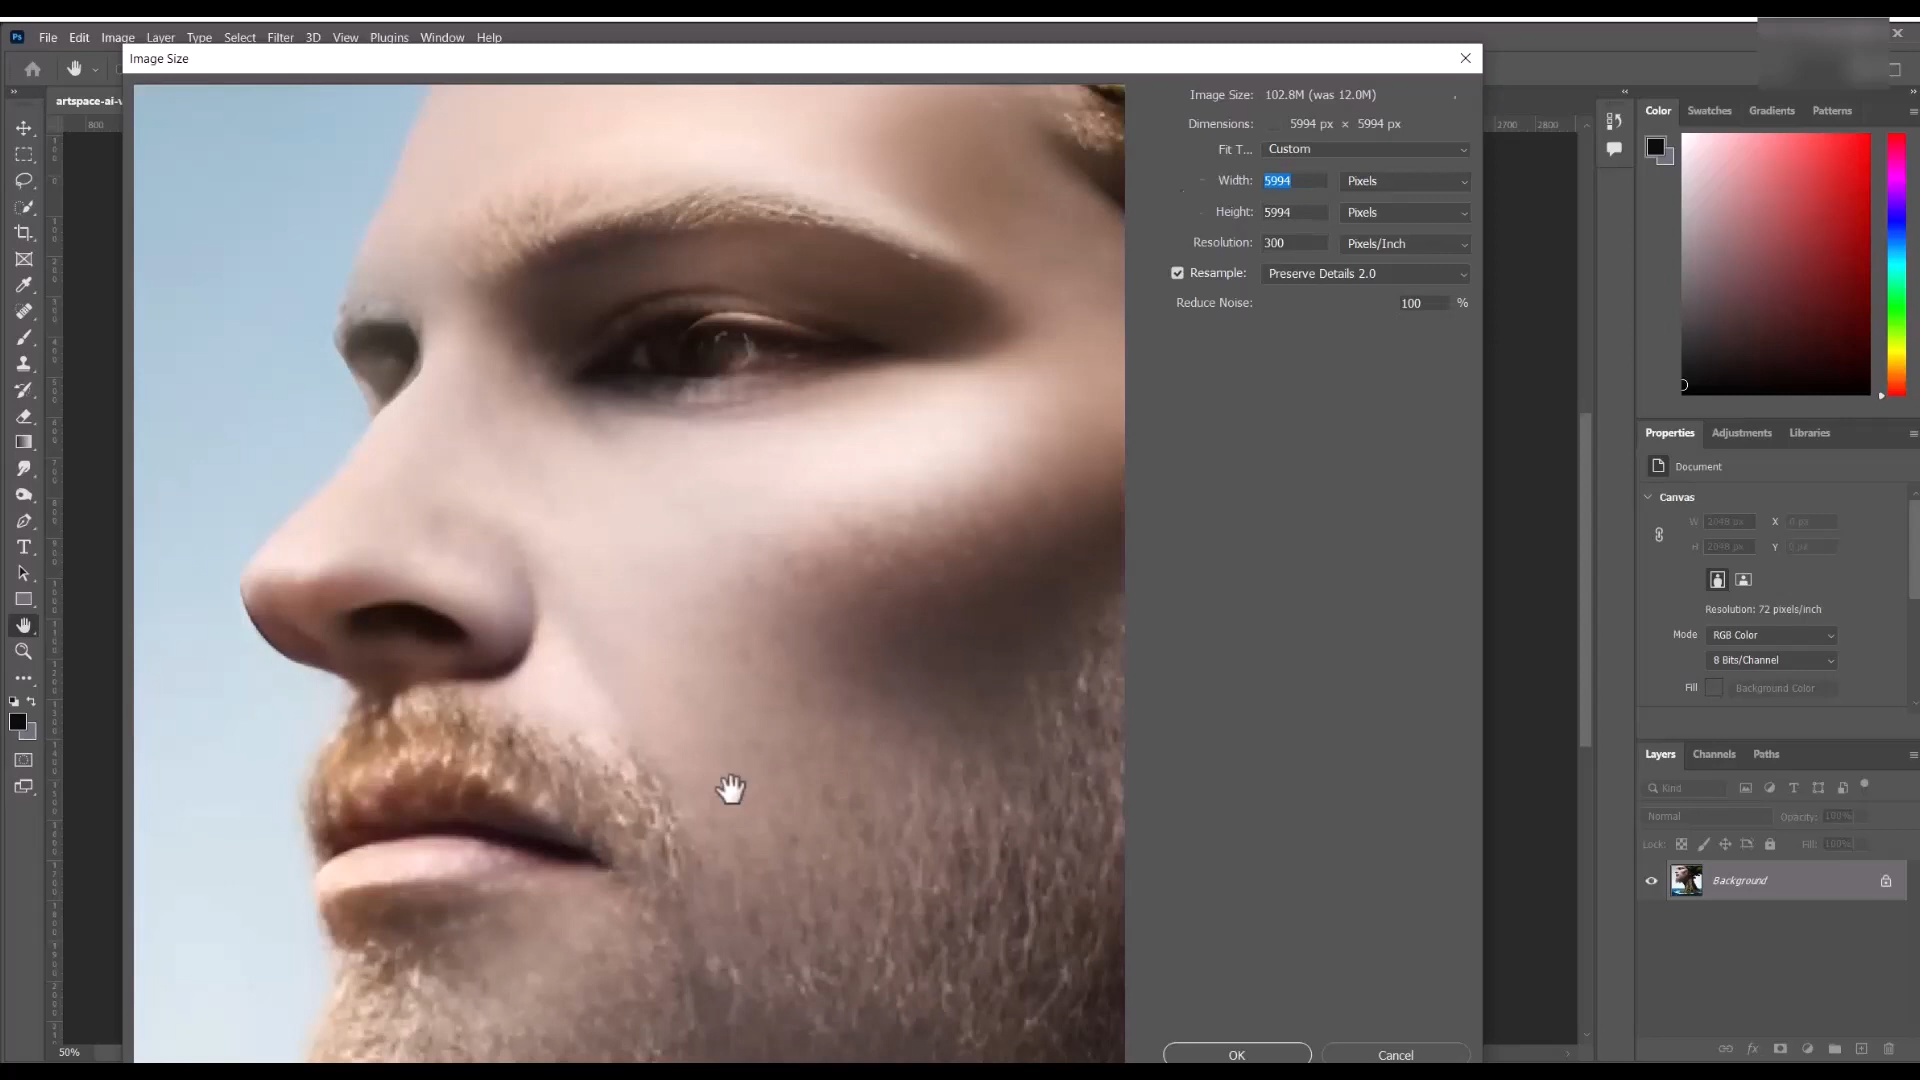 Ps File Edit Image Layer Type Select Filter 3D View Plugins Window Help
Image Size
artspace-ai-v
800
2700 2800
Image Size: 102.8M (was 12.0M)
Dimensions: 5994 px × 5994 px
Fit T... Custom
Width: 5994 Pixels
Height: 5994 Pixels
Resolution: 300 Pixels/Inch
Resample: Preserve Details 2.0
Reduce Noise: 100 %
OK Cancel
50%
Color Swatches Gradients Patterns
Properties Adjustments Libraries
Document
Canvas
W 2048 px X 0 px
H 2048 px Y 0 px
Resolution: 72 pixels/inch
Mode RGB Color
8 Bits/Channel
Fill Background Color
Layers Channels Paths
Kind
Normal Opacity: 100%
Lock: Fill: 100%
Background